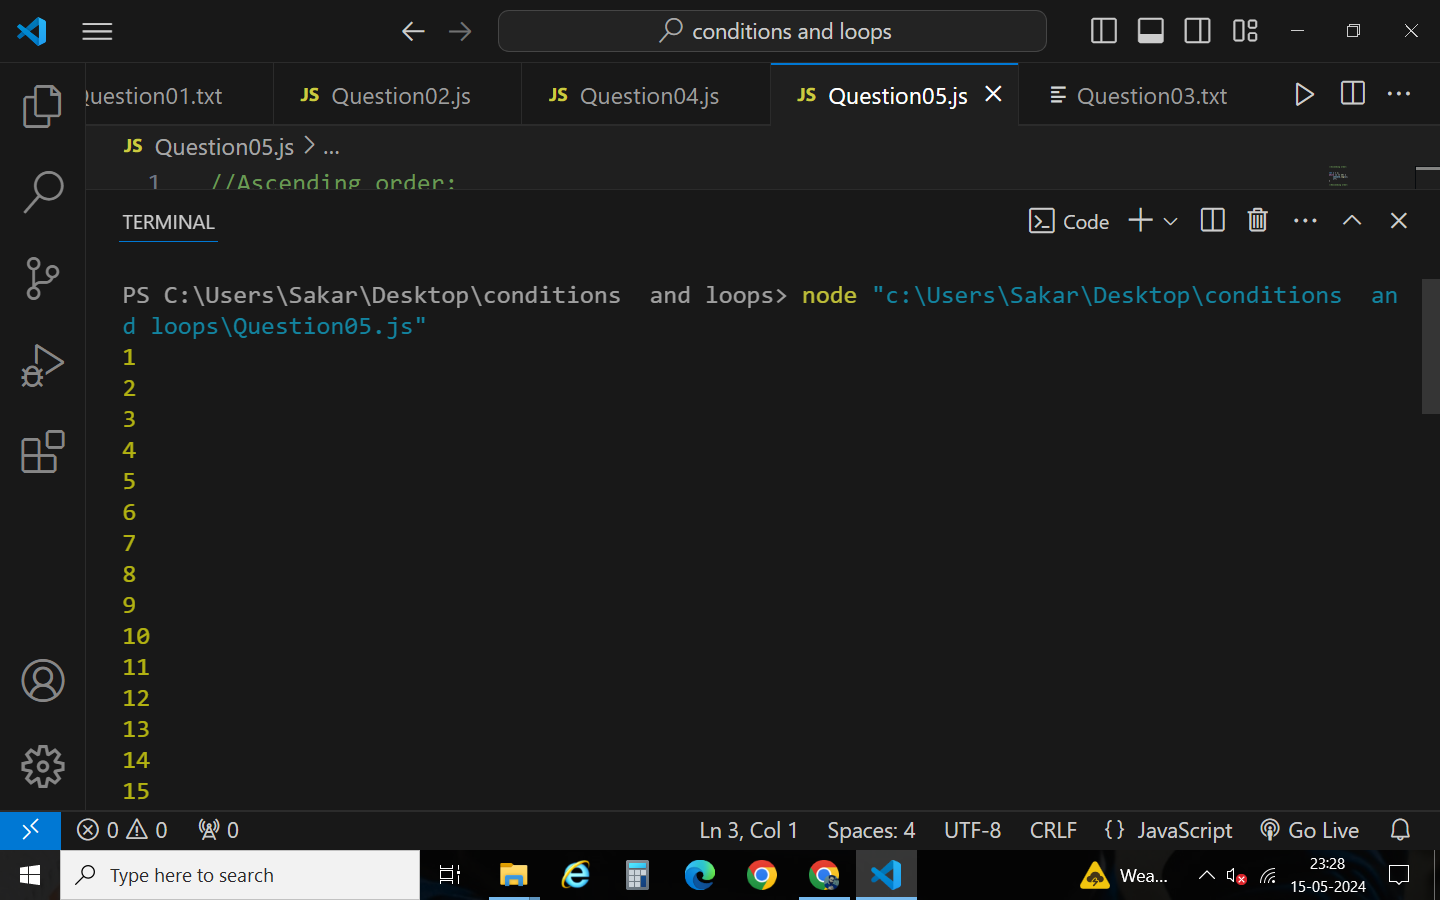 conditions and loops
uestion01.txt
JS Question02.js
JS Question04.js
JS Question05.js
Question03.txt
JS Question05.js > ...
1 //Ascending order:
TERMINAL
Code
PS C:\Users\Sakar\Desktop\conditions  and loops> node "c:\Users\Sakar\Desktop\conditions  an
d loops\Question05.js"
1
2
3
4
5
6
7
8
9
10
11
12
13
14
15
0 0 0 Ln 3, Col 1 Spaces: 4 UTF-8 CRLF {} JavaScript Go Live
Type here to search
Wea...
23:28
15-05-2024